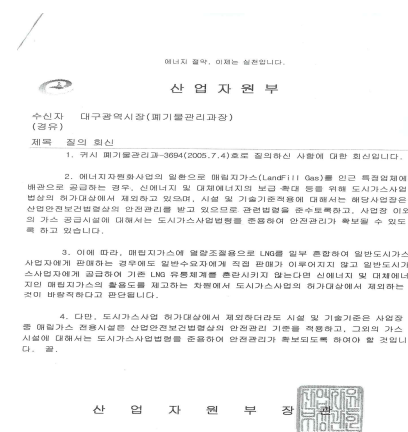 에너지 절약, 이제는 실천입니다.
산업자원부
수신자 대구광역시장(폐기물관리과장)
(경유)
제목 질의 회신
1. 귀시 폐기물관리과-3694(2005.7.4)호로 질의하신 사항에 대한 회신입니다.
2. 에너지자원화사업의 일환으로 매립지가스(LandFill Gas)를 인근 특정업체에
배관으로 공급하는 경우, 신에너지 및 대체에너지의 보급 확대 등을 위해 도시가스사업
법상의 허가대상에서 제외하고 있으며, 시설 및 기술기준적용에 대해서는 해당사업장은
산업안전보건법령상의 안전관리를 받고 있으므로 관련법령을 준수토록하고, 사업장 이외
의 가스 공급시설에 대해서는 도시가스사업법령을 준용하여 안전관리가 확보될 수 있도
록 하고 있습니다.
3. 이에 따라, 매립지가스에 열량조절용으로 LNG를 일부 혼합하여 일반도시가스
사업자에게 판매하는 경우에도 일반수요자에게 직접 판매가 이루어지지 않고 일반도시가
스사업자에게 공급하여 기존 LNG 유통체계를 혼란시키지 않는다면 신에너지 및 대체에너
지인 매립지가스의 활용도를 제고하는 차원에서 도시가스사업의 허가대상에서 제외하는
것이 바람직하다고 판단됩니다.
4. 다만, 도시가스사업 허가대상에서 제외하더라도 시설 및 기술기준은 사업장
중 매립가스 전용시설은 산업안전보건법령상의 안전관리 기준을 적용하고, 그외의 가스
시설에 대해서는 도시가스사업법령을 준용하여 안전관리가 확보되도록 하여야 할 것입니
다. 끝.
산업자원부장관